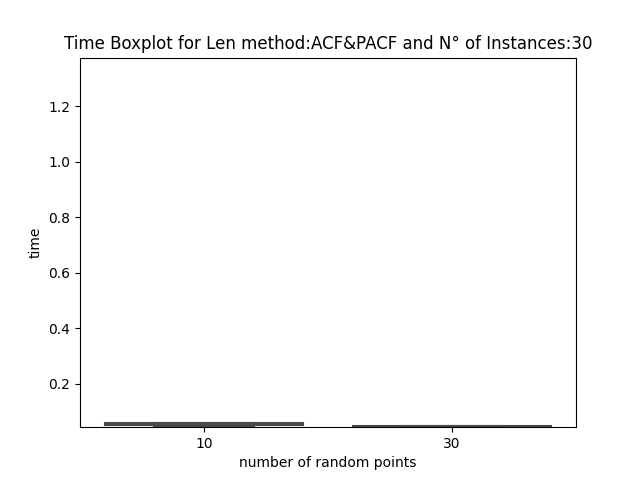 Time Boxplot for Len method:ACF&PACF and N° of Instances:30
1.2
1.0
0.8
0.6
0.4
0.2
time
10 30
number of random points